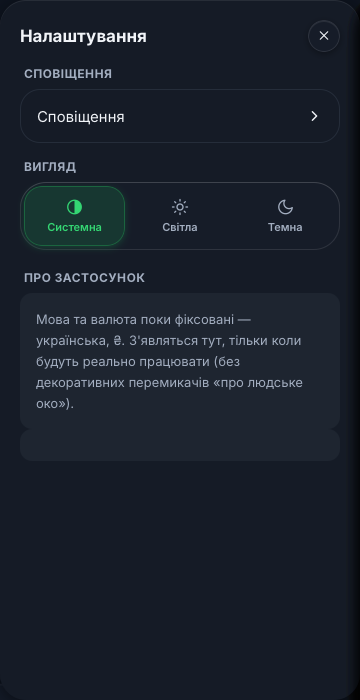 Налаштування
СПОВІЩЕННЯ
Сповіщення
ВИГЛЯД
Системна
Світла
Темна
ПРО ЗАСТОСУНОК
Мова та валюта поки фіксовані —
українська, ₴. З'являться тут, тільки коли
будуть реально працювати (без
декоративних перемикачів «про людське
око»).